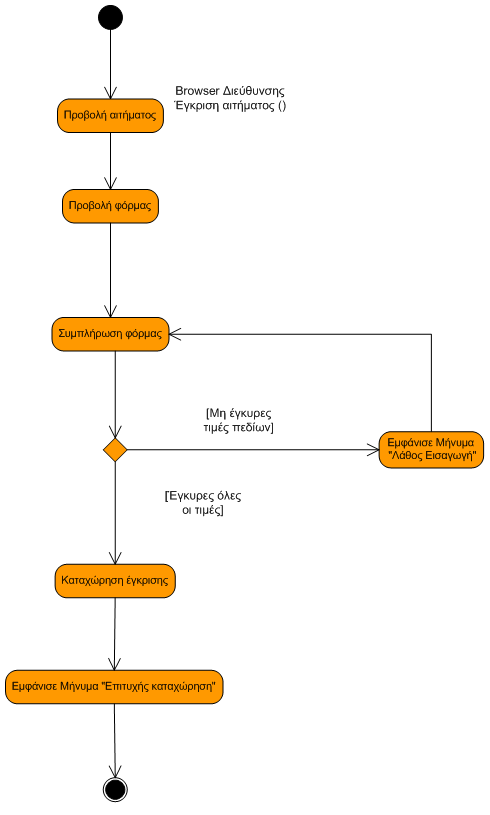 Browser Διεύθυνσης
Έγκριση αιτήματος ()
Προβολή αιτήματος
Προβολή φόρμας
Συμπλήρωση φόρμας
[Μη έγκυρες
τιμές πεδίων]
Εμφάνισε Μήνυμα
"Λάθος Εισαγωγή"
[Έγκυρες όλες
οι τιμές]
Καταχώρηση έγκρισης
Εμφάνισε Μήνυμα "Επιτυχής καταχώρηση"